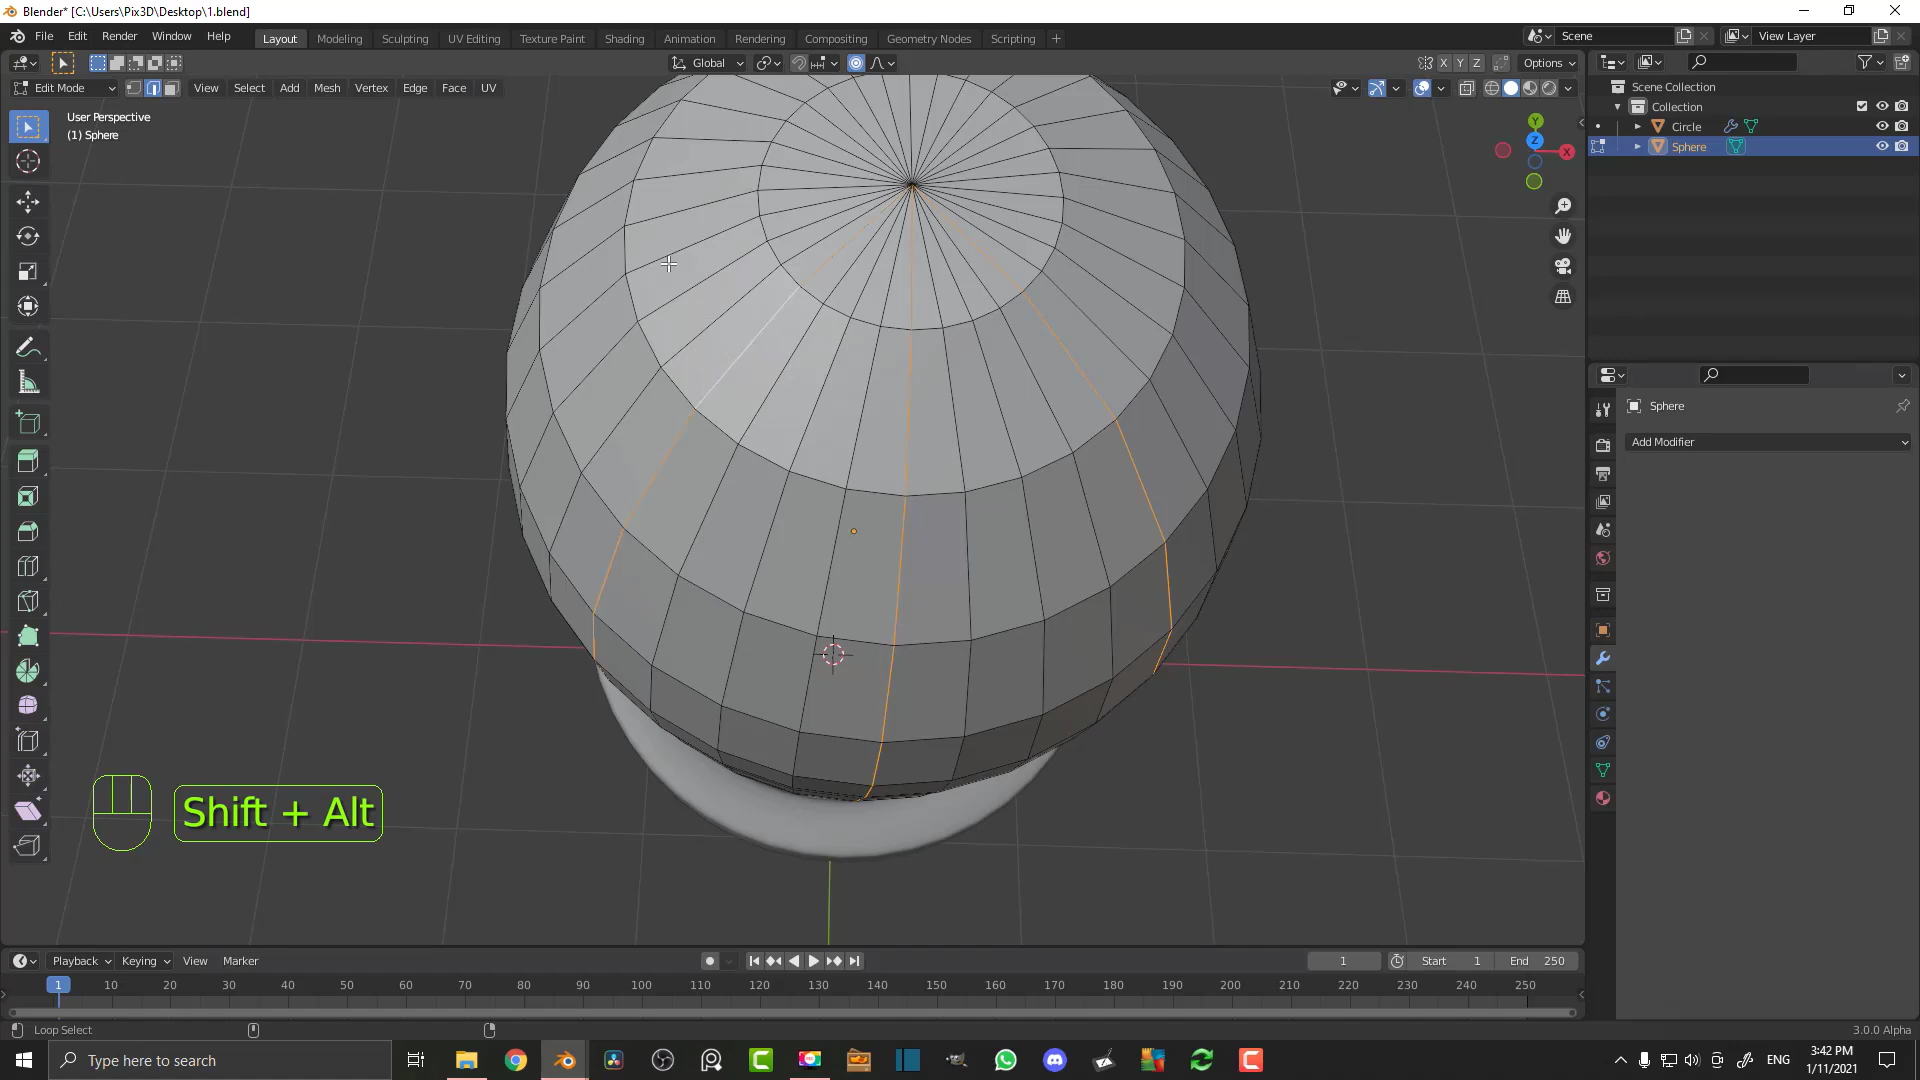 Blender* [C:\Users\Pix3D\Desktop\1.blend]
File Edit Render Window Help Layout Modeling Sculpting UV Editing Texture Paint Shading Animation Rendering Compositing Geometry Nodes Scripting + Scene View Layer
Global X Y Z Options
Edit Mode View Select Add Mesh Vertex Edge Face UV
User Perspective
(1) Sphere
Scene Collection
Collection
Circle
Sphere
Y
Z
X
Sphere
Add Modifier
Shift + Alt
Playback Keying View Marker 1 Start 1 End 250
1 10 20 30 40 50 60 70 80 90 100 110 120 130 140 150 160 170 180 190 200 210 220 230 240 250
Loop Select 3.0.0 Alpha
Type here to search ENG
3:42 PM
1/11/2021